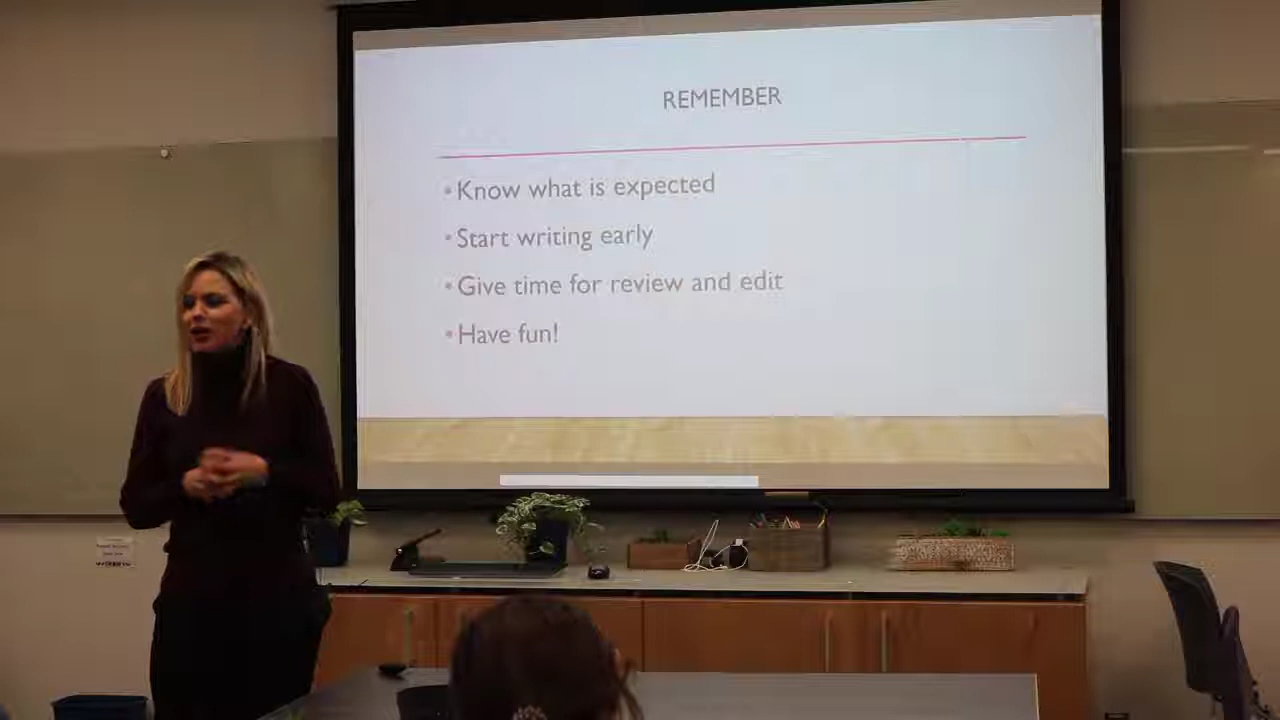 REMEMBER
• Know what is expected
• Start writing early
• Give time for review and edit
• Have fun!